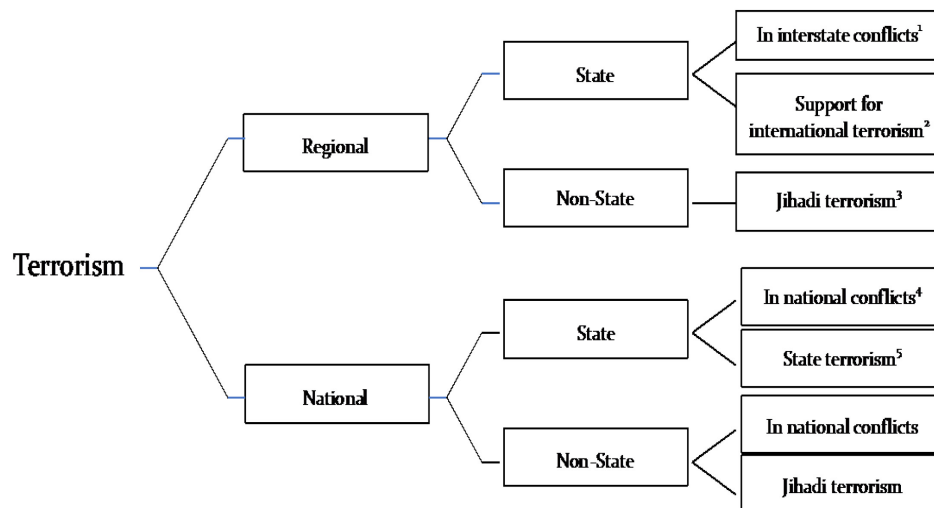 In interstate conflicts¹
State
Support for
international terrorism²
Regional
Non-State
Jihadi terrorism³
Terrorism
In national conflicts⁴
State
State terrorism⁵
National
In national conflicts
Non-State
Jihadi terrorism